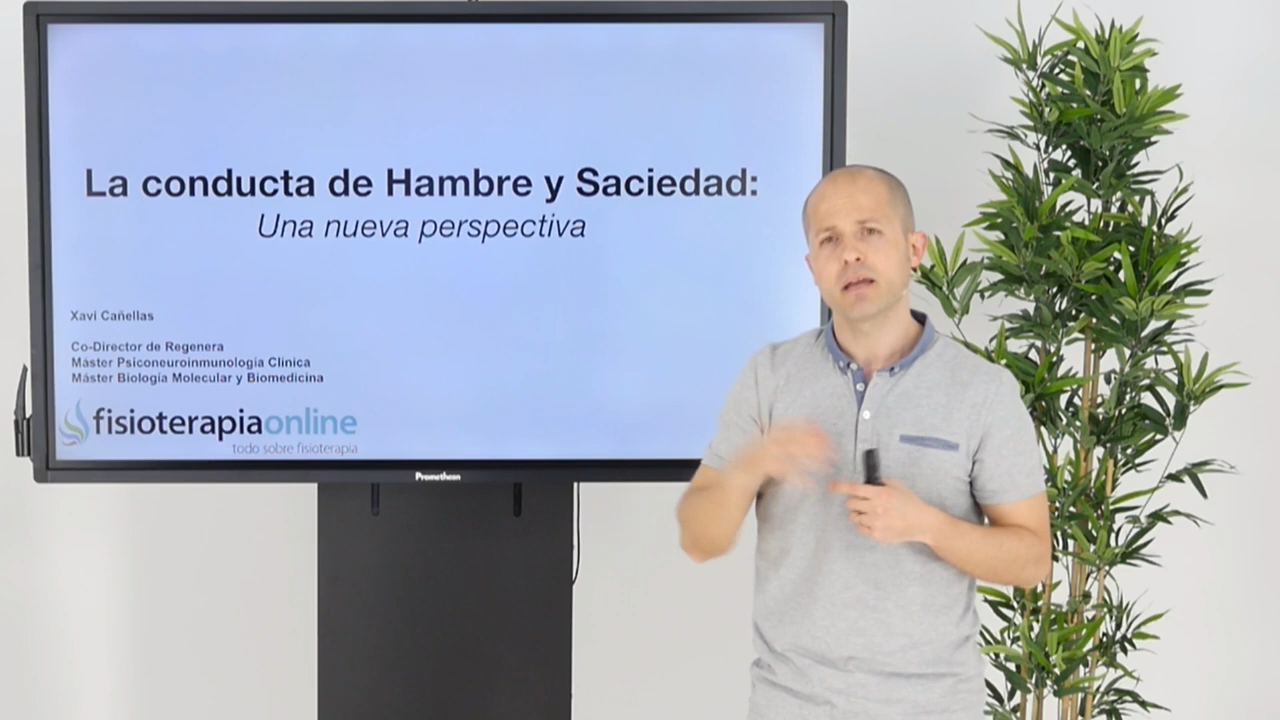 La conducta de Hambre y Saciedad:
Una nueva perspectiva
Xavi Cañellas
Co-Director de Regenera
Máster Psiconeuroinmunología Clínica
Máster Biología Molecular y Biomedicina
fisioterapiaonline
todo sobre fisioterapia
Promethean